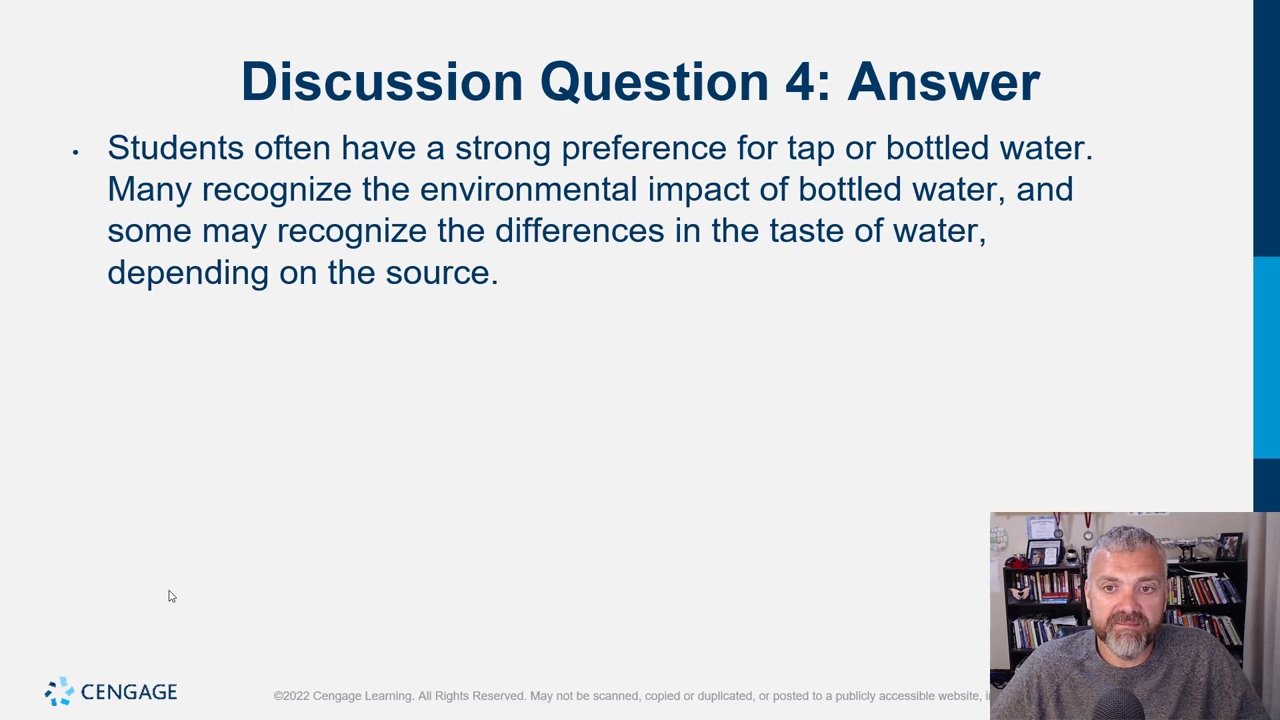 Discussion Question 4: Answer
• Students often have a strong preference for tap or bottled water.
Many recognize the environmental impact of bottled water, and
some may recognize the differences in the taste of water,
depending on the source.
CENGAGE
©2022 Cengage Learning. All Rights Reserved. May not be scanned, copied or duplicated, or posted to a publicly accessible website,